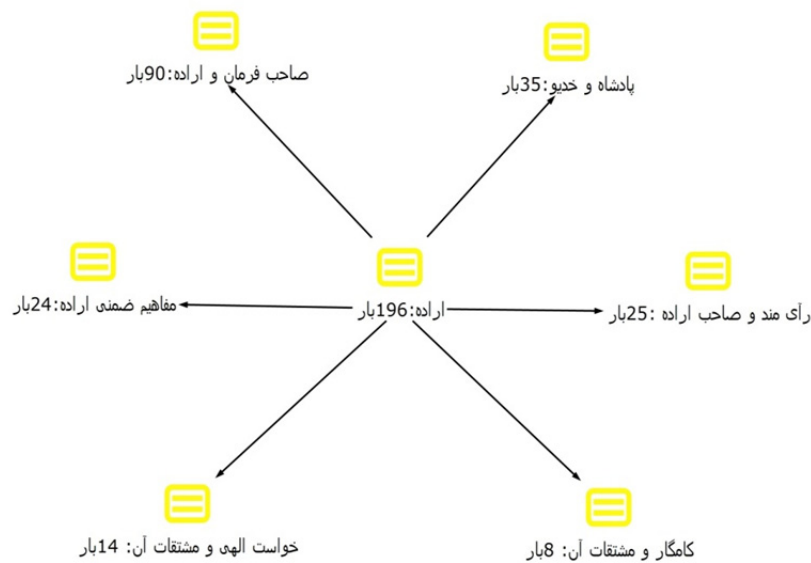 پادشاه و خدیو:35بار
صاحب فرمان و اراده:90بار
رآی مند و صاحب اراده :25بار
اراده:196بار
مفاهیم ضمنی اراده:24بار
کامگار و مشتقات آن: 8بار
خواست الهی و مشتقات آن: 14بار